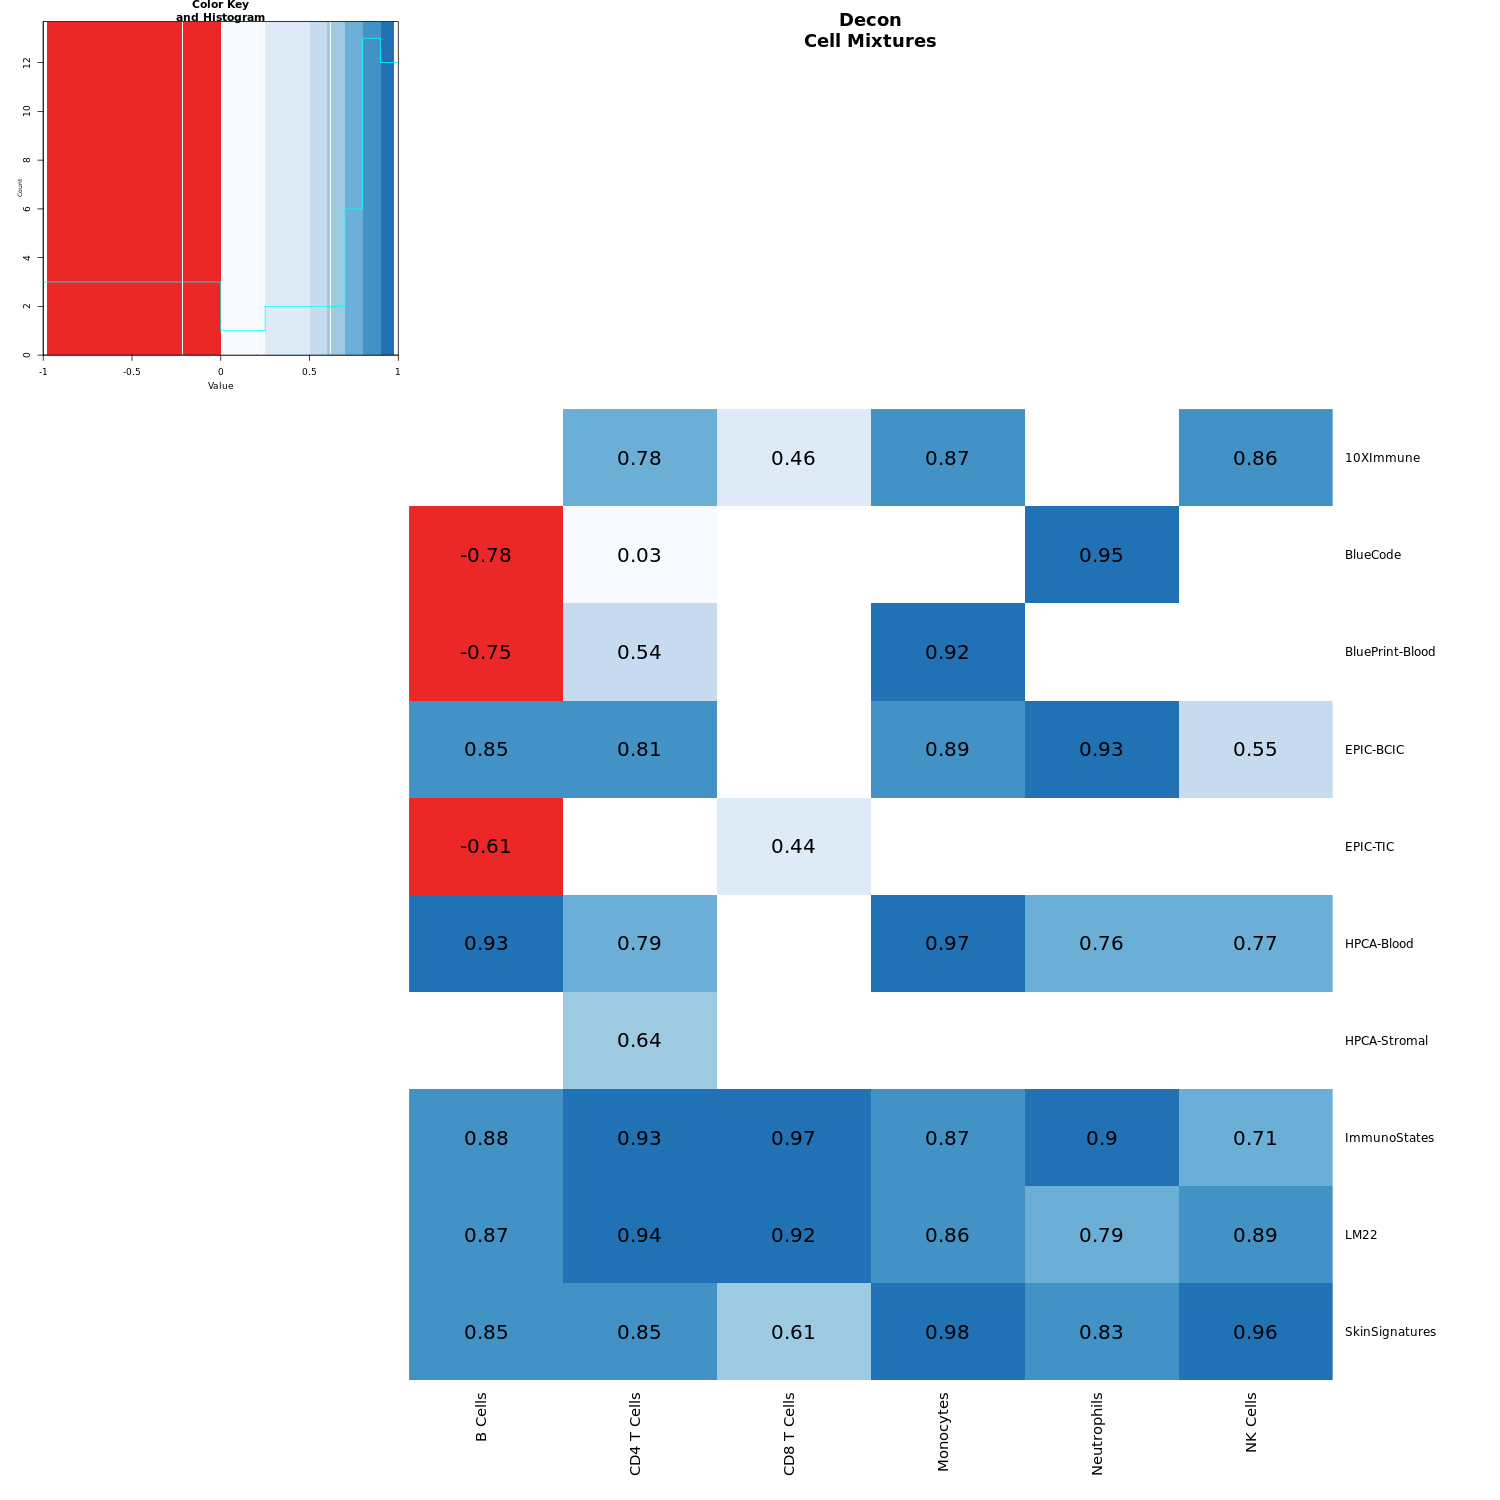 Color Key
and Histogram
Decon
Cell Mixtures
Count
0 2 4 6 8 10 12
-1 -0.5 0 0.5 1
Value
0.78 0.46 0.87 0.86 10XImmune
-0.78 0.03 0.95 BlueCode
-0.75 0.54 0.92 BluePrint-Blood
0.85 0.81 0.89 0.93 0.55 EPIC-BCIC
-0.61 0.44 EPIC-TIC
0.93 0.79 0.97 0.76 0.77 HPCA-Blood
0.64 HPCA-Stromal
0.88 0.93 0.97 0.87 0.9 0.71 ImmunoStates
0.87 0.94 0.92 0.86 0.79 0.89 LM22
0.85 0.85 0.61 0.98 0.83 0.96 SkinSignatures
B Cells
CD4 T Cells
CD8 T Cells
Monocytes
Neutrophils
NK Cells